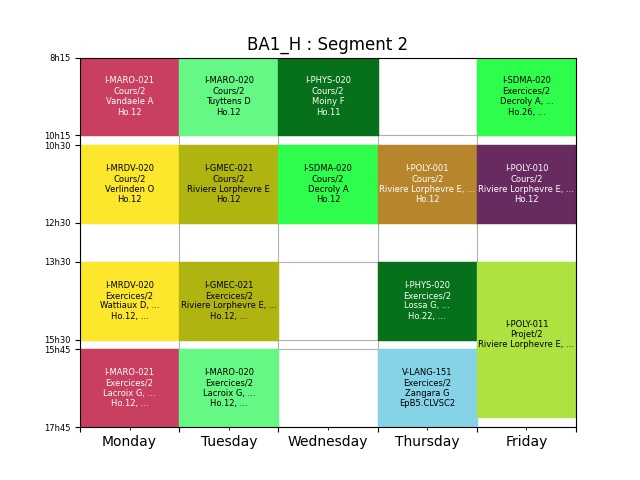 BA1_H : Segment 2
8h15
I-MARO-021
Cours/2
Vandaele A
Ho.12
I-MARO-020
Cours/2
Tuyttens D
Ho.12
I-PHYS-020
Cours/2
Moiny F
Ho.11
I-SDMA-020
Exercices/2
Decroly A, ...
Ho.26, ...
10h15
10h30
I-MRDV-020
Cours/2
Verlinden O
Ho.12
I-GMEC-021
Cours/2
Riviere Lorphevre E
Ho.12
I-SDMA-020
Cours/2
Decroly A
Ho.12
I-POLY-001
Cours/2
Riviere Lorphevre E, ...
Ho.12
I-POLY-010
Cours/2
Riviere Lorphevre E, ...
Ho.12
12h30
13h30
I-MRDV-020
Exercices/2
Wattiaux D, ...
Ho.12, ...
I-GMEC-021
Exercices/2
Riviere Lorphevre E, ...
Ho.12, ...
I-PHYS-020
Exercices/2
Lossa G, ...
Ho.22, ...
I-POLY-011
Projet/2
Riviere Lorphevre E, ...
15h30
15h45
I-MARO-021
Exercices/2
Lacroix G, ...
Ho.12, ...
I-MARO-020
Exercices/2
Lacroix G, ...
Ho.12, ...
V-LANG-151
Exercices/2
Zangara G
EpB5.CLVSC2
17h45
Monday
Tuesday
Wednesday
Thursday
Friday